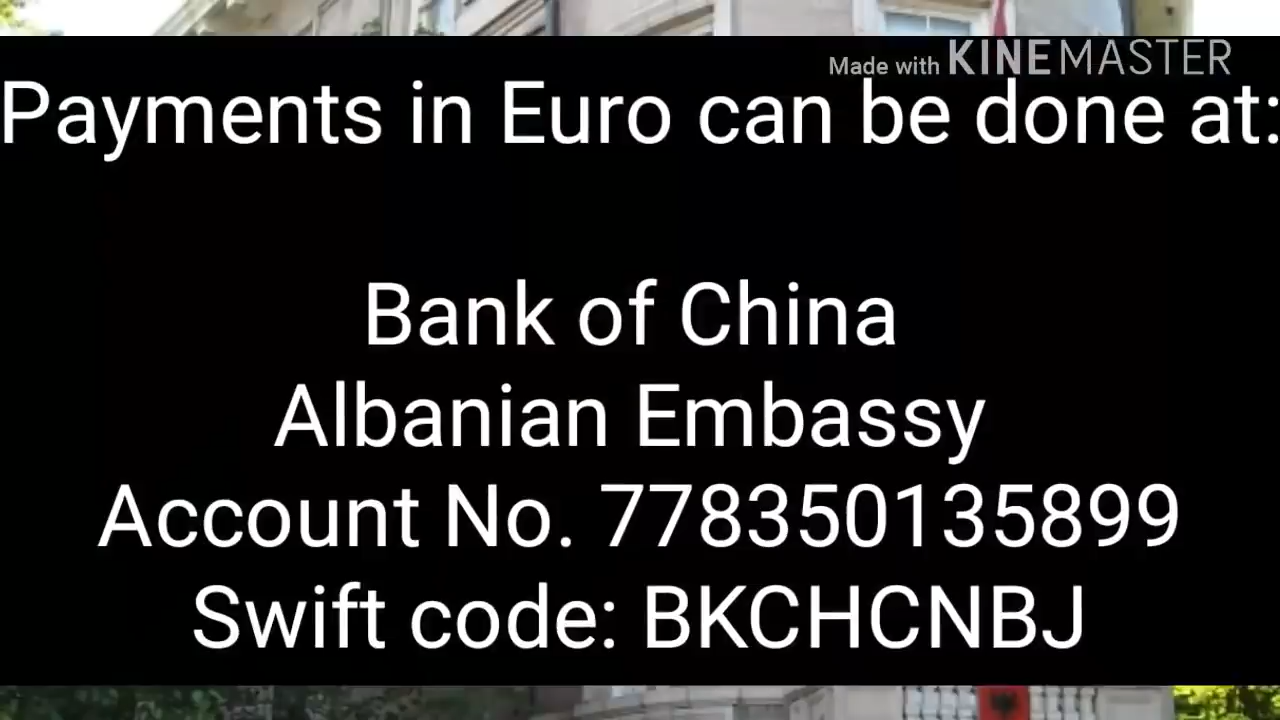 Made with KINEMASTER
Payments in Euro can be done at:
Bank of China
Albanian Embassy
Account No. 778350135899
Swift code: BKCHCNBJ